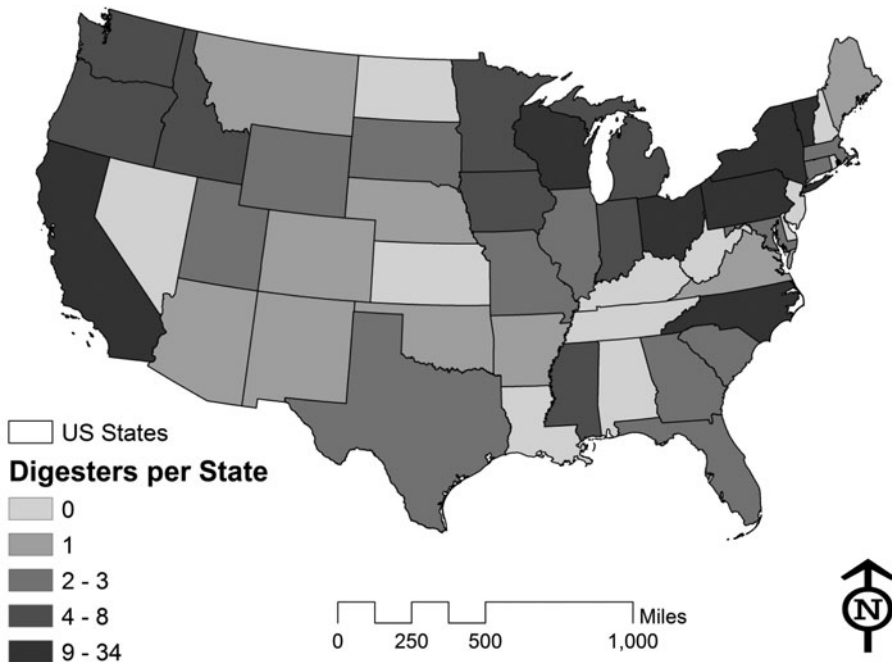 US States
Digesters per State
0
1
2 - 3
4 - 8
9 - 34
Miles
0 250 500 1,000
N